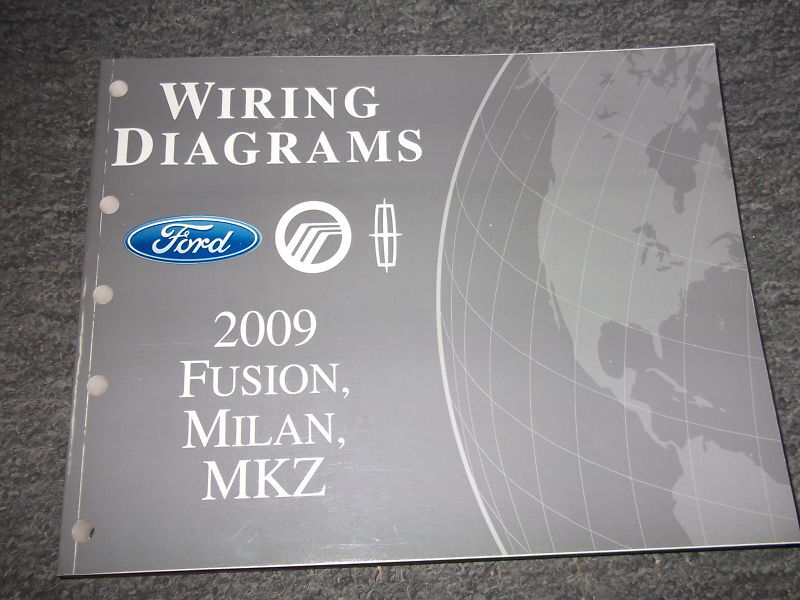 WIRING
DIAGRAMS
Ford
2009
FUSION,
MILAN,
MKZ